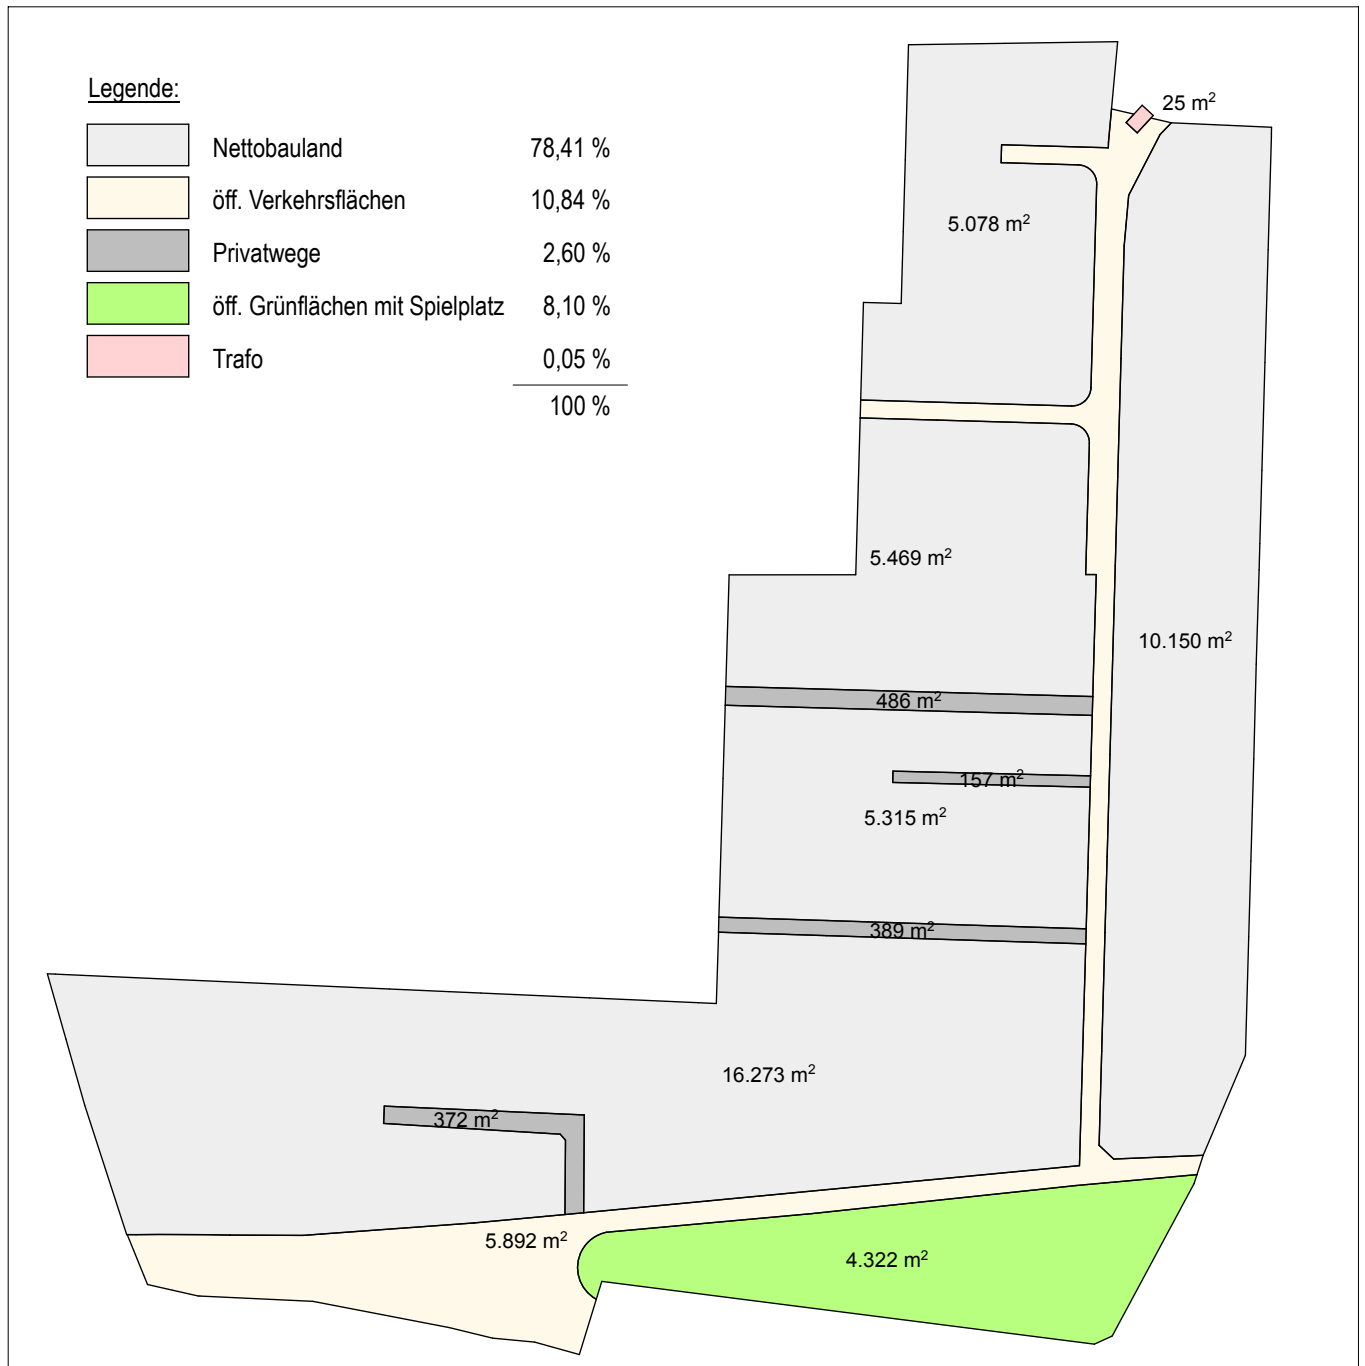 Legende:
Nettobauland 78,41 %
öff. Verkehrsflächen 10,84 %
Privatwege 2,60 %
öff. Grünflächen mit Spielplatz 8,10 %
Trafo 0,05 %
100 %
25 m²
5.078 m²
5.469 m²
10.150 m²
486 m²
157 m²
5.315 m²
389 m²
16.273 m²
372 m²
5.892 m²
4.322 m²